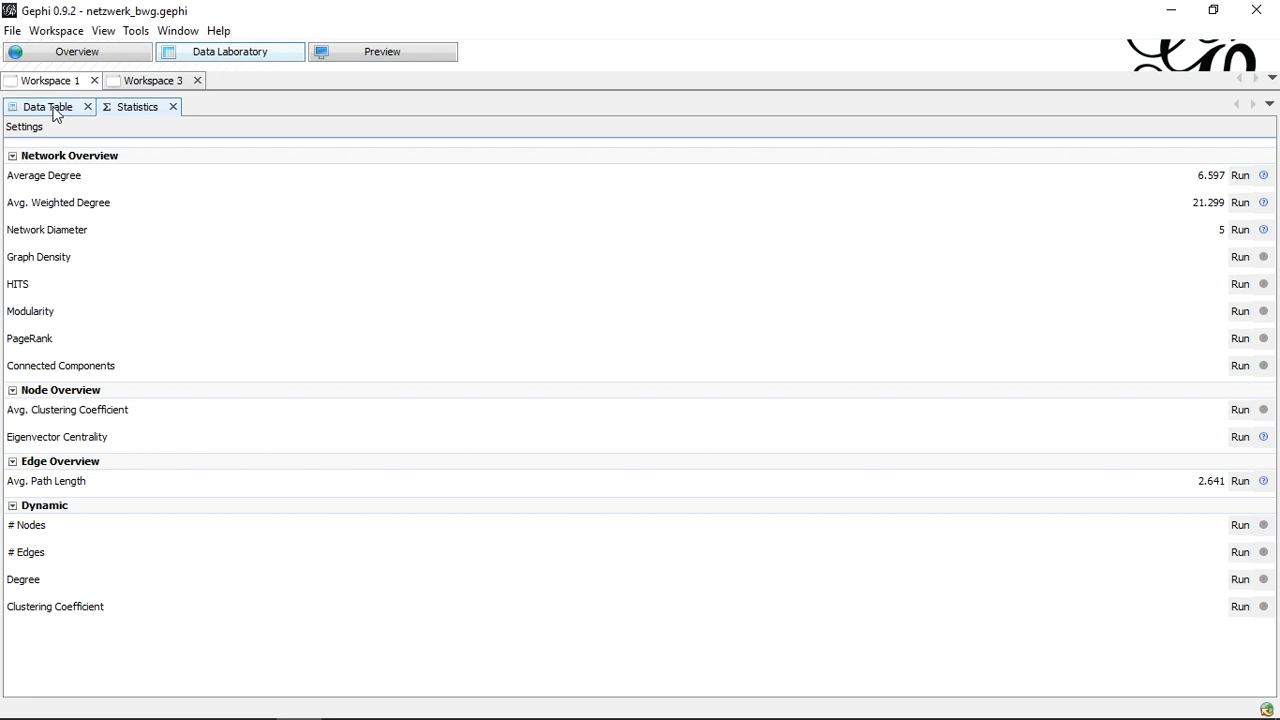 Gephi 0.9.2 - netzwerk_bwg.gephi
File Workspace View Tools Window Help
Overview Data Laboratory Preview
Workspace 1 Workspace 3
Data Table Σ Statistics
Settings
Network Overview
Average Degree 6.597 Run
Avg. Weighted Degree 21.299 Run
Network Diameter 5 Run
Graph Density Run
HITS Run
Modularity Run
PageRank Run
Connected Components Run
Node Overview
Avg. Clustering Coefficient Run
Eigenvector Centrality Run
Edge Overview
Avg. Path Length 2.641 Run
Dynamic
# Nodes Run
# Edges Run
Degree Run
Clustering Coefficient Run